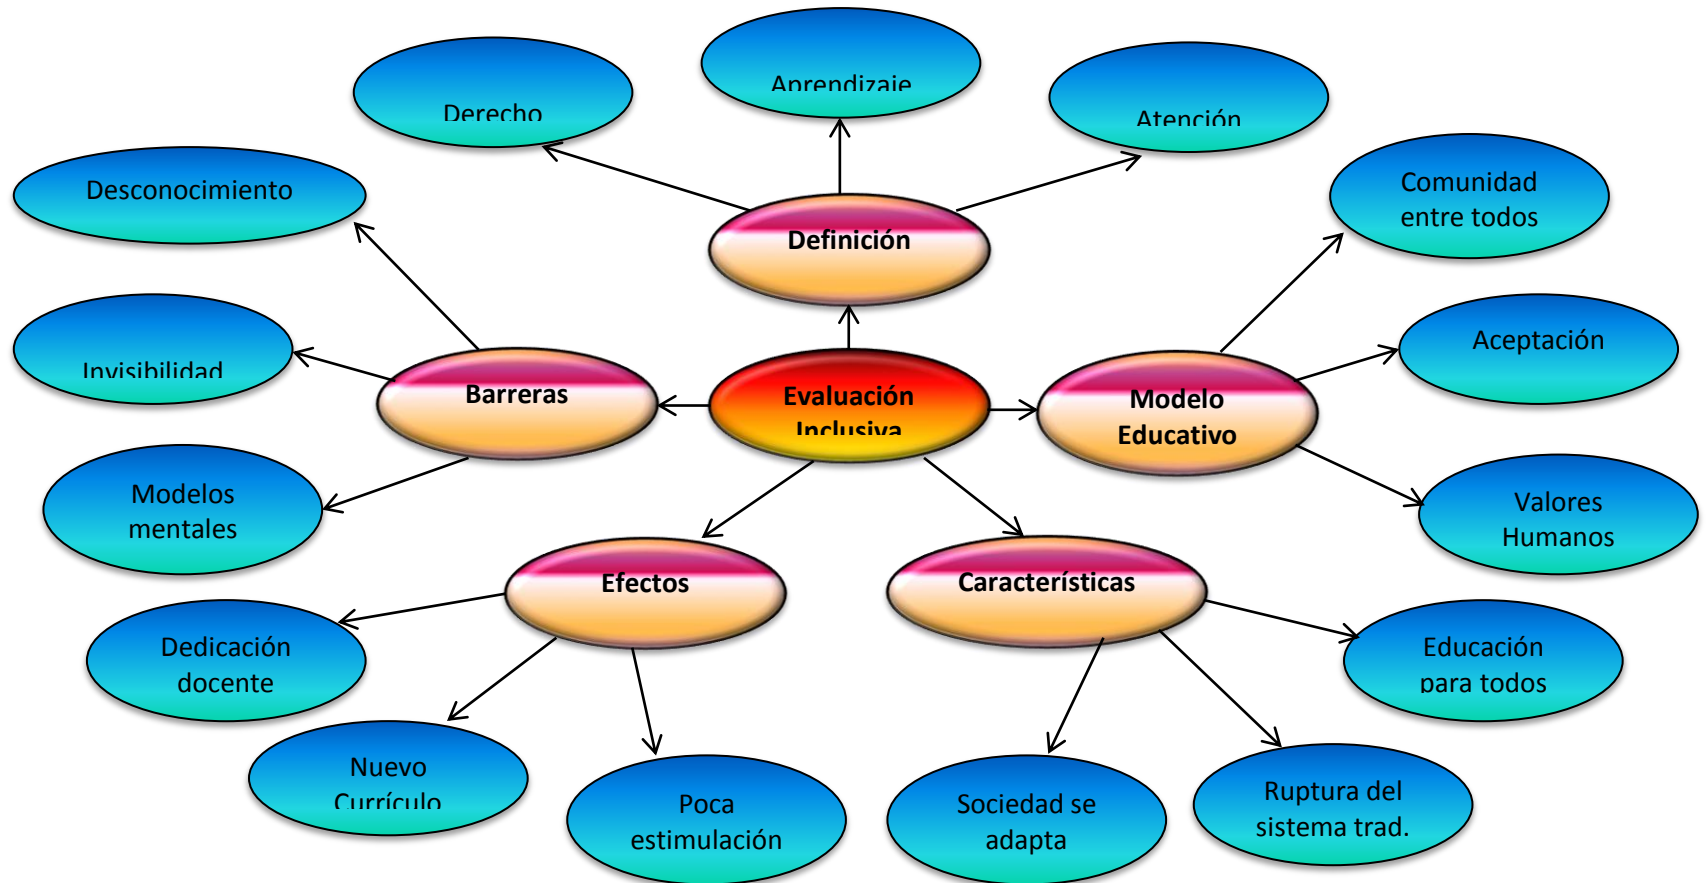 Aprendizaje
Derecho
Atención
Desconocimiento
Comunidad
entre todos
Definición
Invisibilidad
Aceptación
Barreras
Evaluación
Inclusiva
Modelo
Educativo
Modelos
mentales
Valores
Humanos
Efectos
Características
Dedicación
docente
Educación
para todos
Nuevo
Currículo
Poca
estimulación
Sociedad se
adapta
Ruptura del
sistema trad.